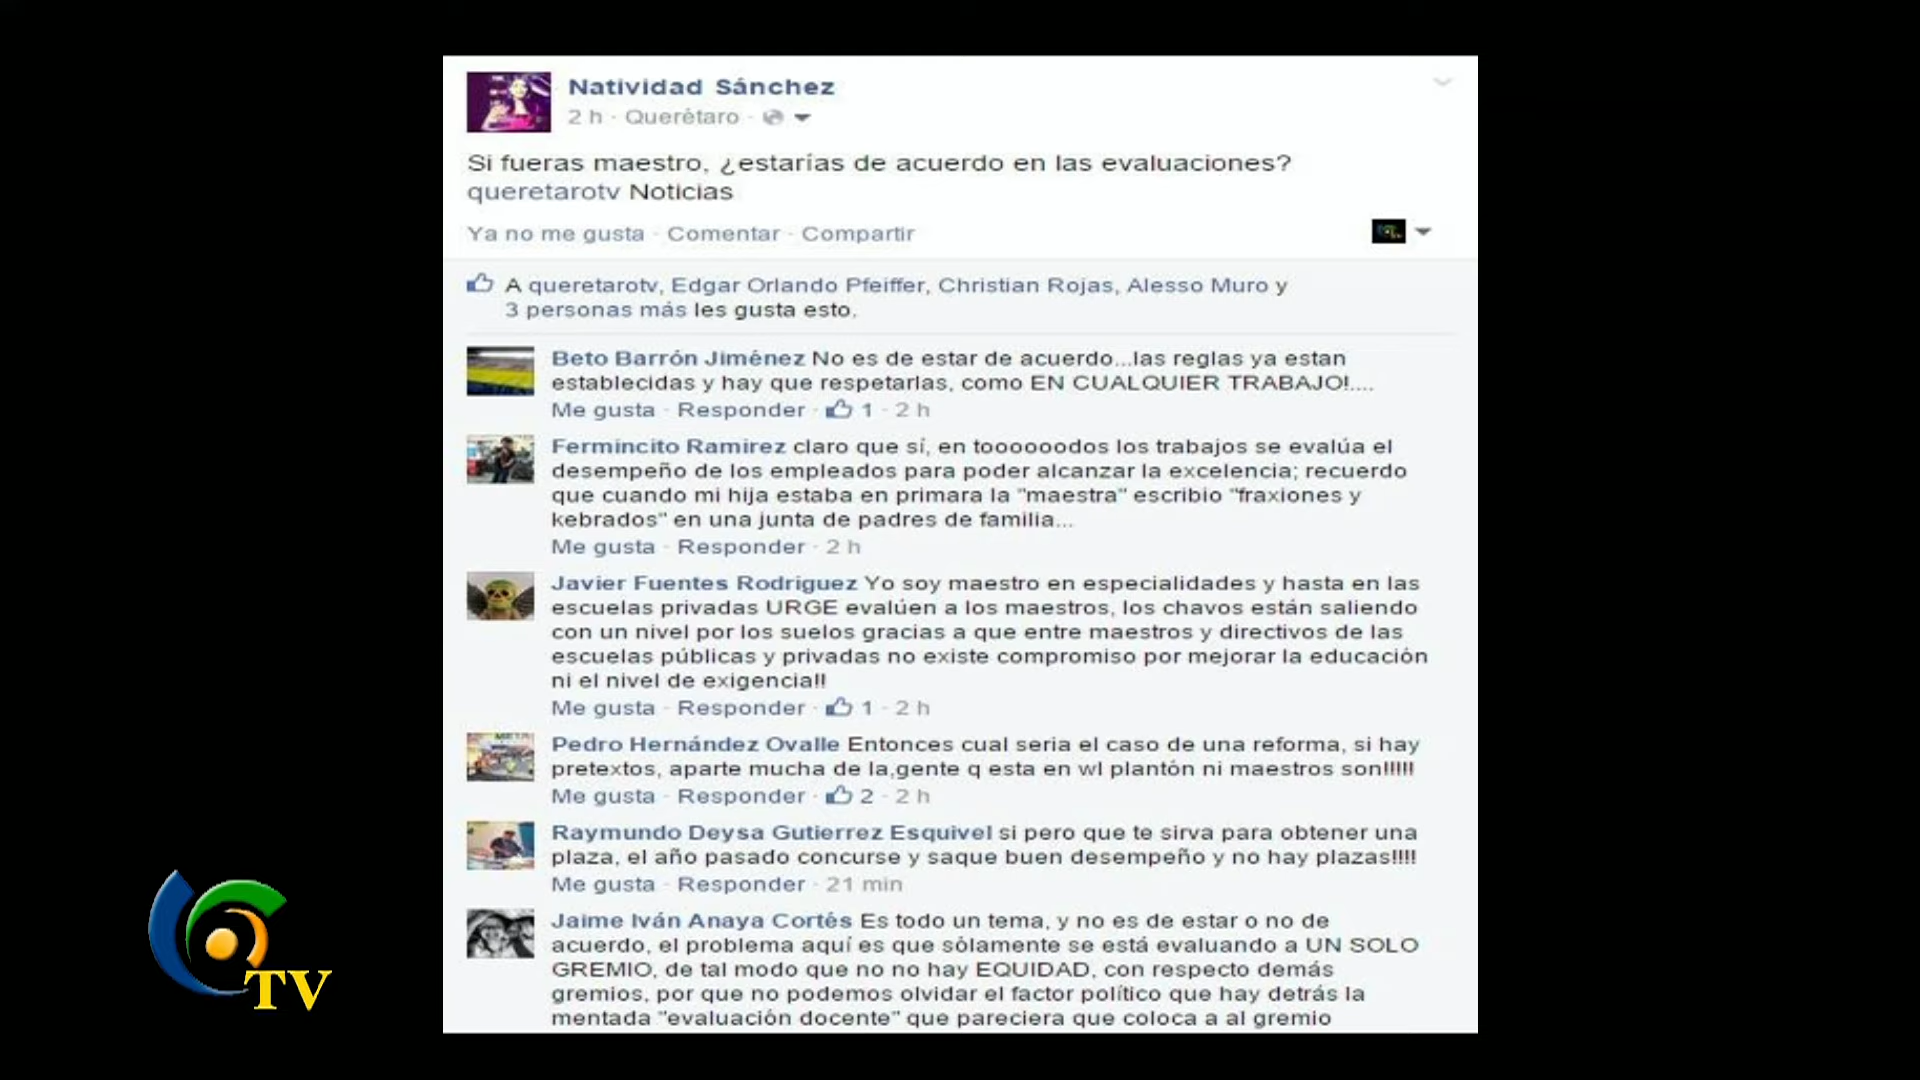 Natividad Sánchez
2 h · Querétaro ·
Si fueras maestro, ¿estarías de acuerdo en las evaluaciones?
queretarotv Noticias
Ya no me gusta · Comentar · Compartir
A queretarotv, Edgar Orlando Pfeiffer, Christian Rojas, Alesso Muro y
3 personas más les gusta esto.
Beto Barrón Jiménez No es de estar de acuerdo...las reglas ya estan
establecidas y hay que respetarlas, como EN CUALQUIER TRABAJO!....
Me gusta · Responder · 1 · 2 h
Fermincito Ramirez claro que sí, en toooooodos los trabajos se evalúa el
desempeño de los empleados para poder alcanzar la excelencia; recuerdo
que cuando mi hija estaba en primara la "maestra" escribio "fraxiones y
kebrados" en una junta de padres de familia...
Me gusta · Responder · 2 h
Javier Fuentes Rodriguez Yo soy maestro en especialidades y hasta en las
escuelas privadas URGE evalúen a los maestros, los chavos están saliendo
con un nivel por los suelos gracias a que entre maestros y directivos de las
escuelas públicas y privadas no existe compromiso por mejorar la educación
ni el nivel de exigencia!!
Me gusta · Responder · 1 · 2 h
Pedro Hernández Ovalle Entonces cual seria el caso de una reforma, si hay
pretextos, aparte mucha de la,gente q esta en wl plantón ni maestros son!!!!!
Me gusta · Responder · 2 · 2 h
Raymundo Deysa Gutierrez Esquivel si pero que te sirva para obtener una
plaza, el año pasado concurse y saque buen desempeño y no hay plazas!!!!
Me gusta · Responder · 21 min
Jaime Iván Anaya Cortés Es todo un tema, y no es de estar o no de
acuerdo, el problema aquí es que sólamente se está evaluando a UN SOLO
GREMIO, de tal modo que no no hay EQUIDAD, con respecto demás
gremios, por que no podemos olvidar el factor político que hay detrás la
mentada "evaluación docente" que pareciera que coloca a al gremio
TV